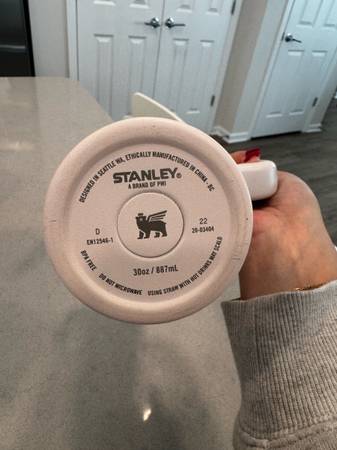 DESIGNED IN SEATTLE WA, ETHICALLY MANUFACTURED IN CHINA - BC
STANLEY®
A BRAND OF PMI
D
EN12546-1
22
20-03404
30oz / 887mL
BPA FREE DO NOT MICROWAVE USING STRAW WITH HOT DRINKS MAY SCALD